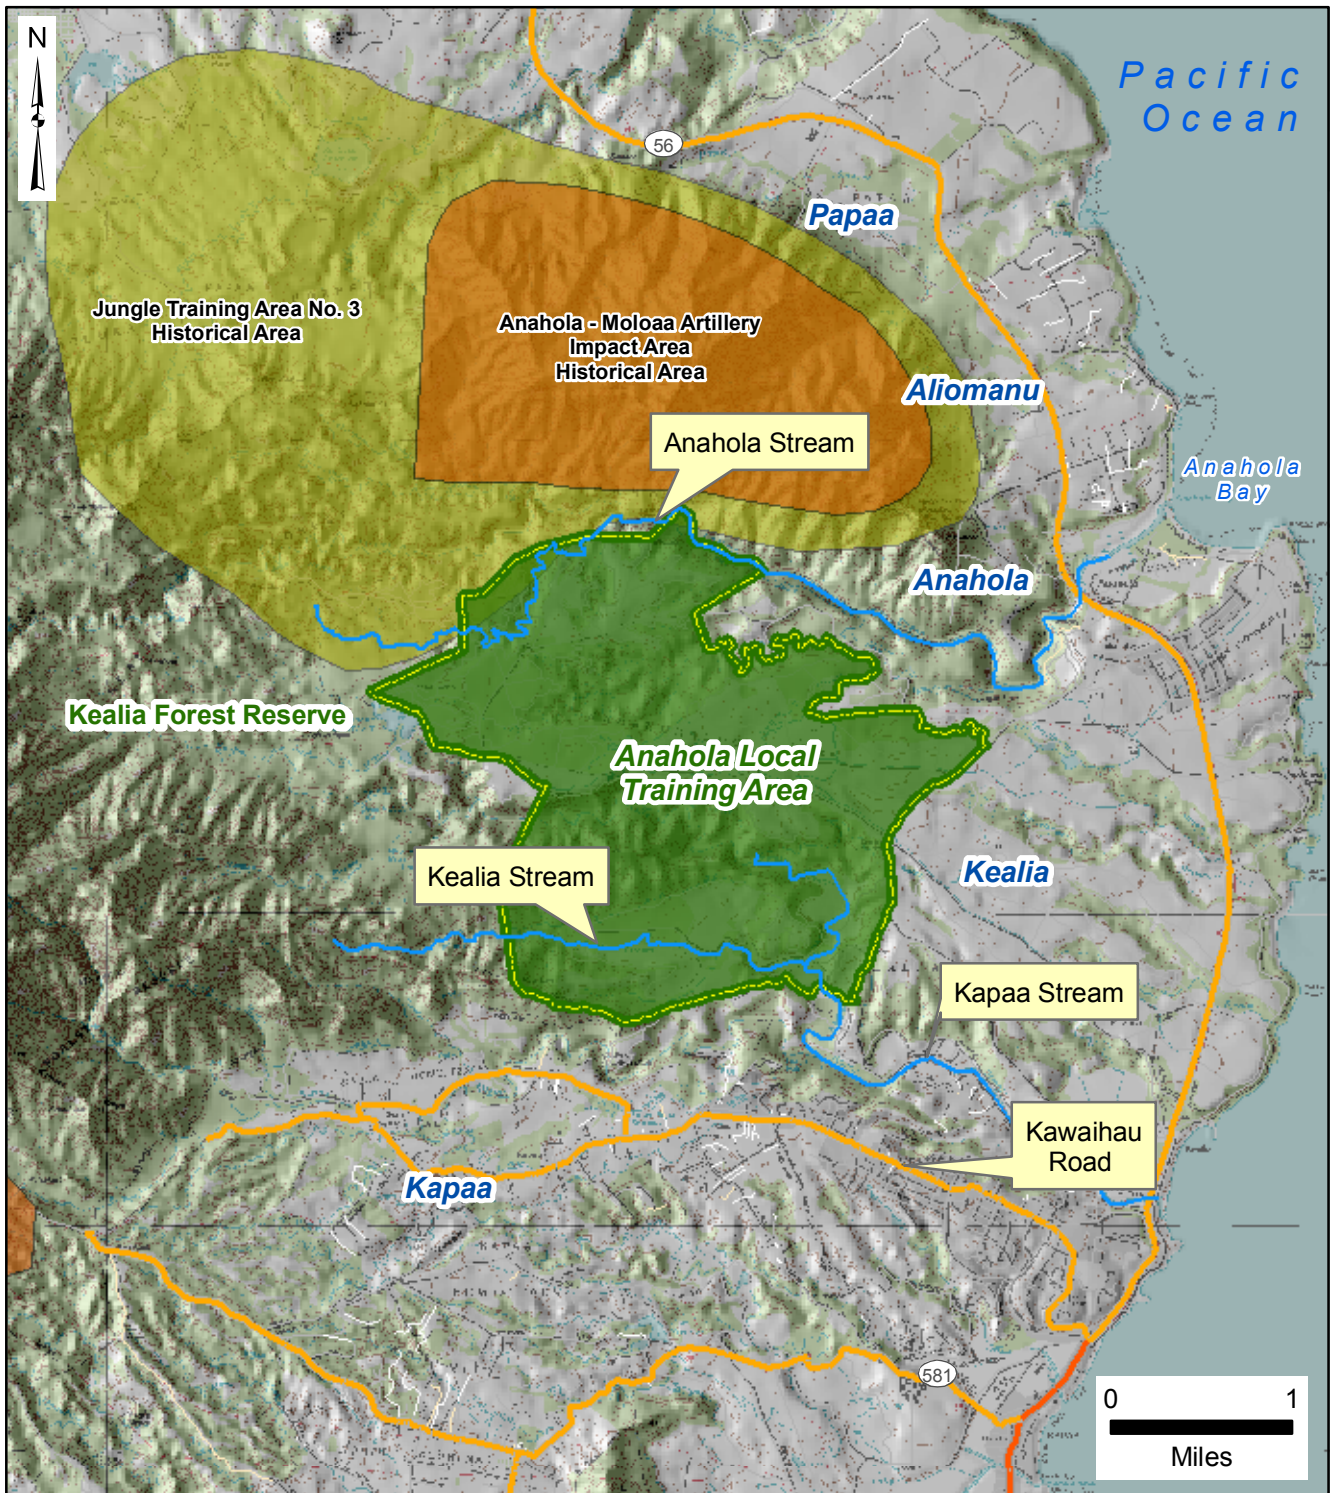 N
Pacific
Ocean
56
Papaa
Jungle Training Area No. 3
Historical Area
Anahola - Moloaa Artillery
Impact Area
Historical Area
Aliomanu
Anahola Stream
Anahola
Bay
Anahola
Kealia Forest Reserve
Anahola Local
Training Area
Kealia Stream
Kealia
Kapaa Stream
Kawaihau
Road
Kapaa
581
0 1
Miles